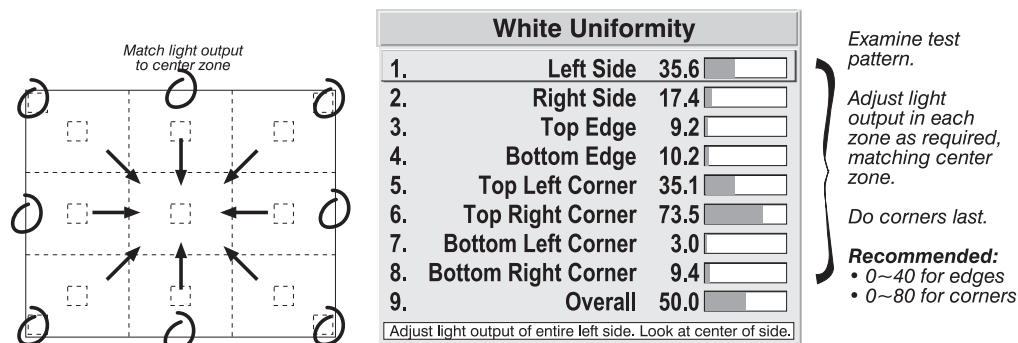 Match light output
to center zone
White Uniformity
1. Left Side 35.6
2. Right Side 17.4
3. Top Edge 9.2
4. Bottom Edge 10.2
5. Top Left Corner 35.1
6. Top Right Corner 73.5
7. Bottom Left Corner 3.0
8. Bottom Right Corner 9.4
9. Overall 50.0
Adjust light output of entire left side. Look at center of side.
Examine test
pattern.
Adjust light
output in each
zone as required,
matching center
zone.
Do corners last.
Recommended:
• 0~40 for edges
• 0~80 for corners